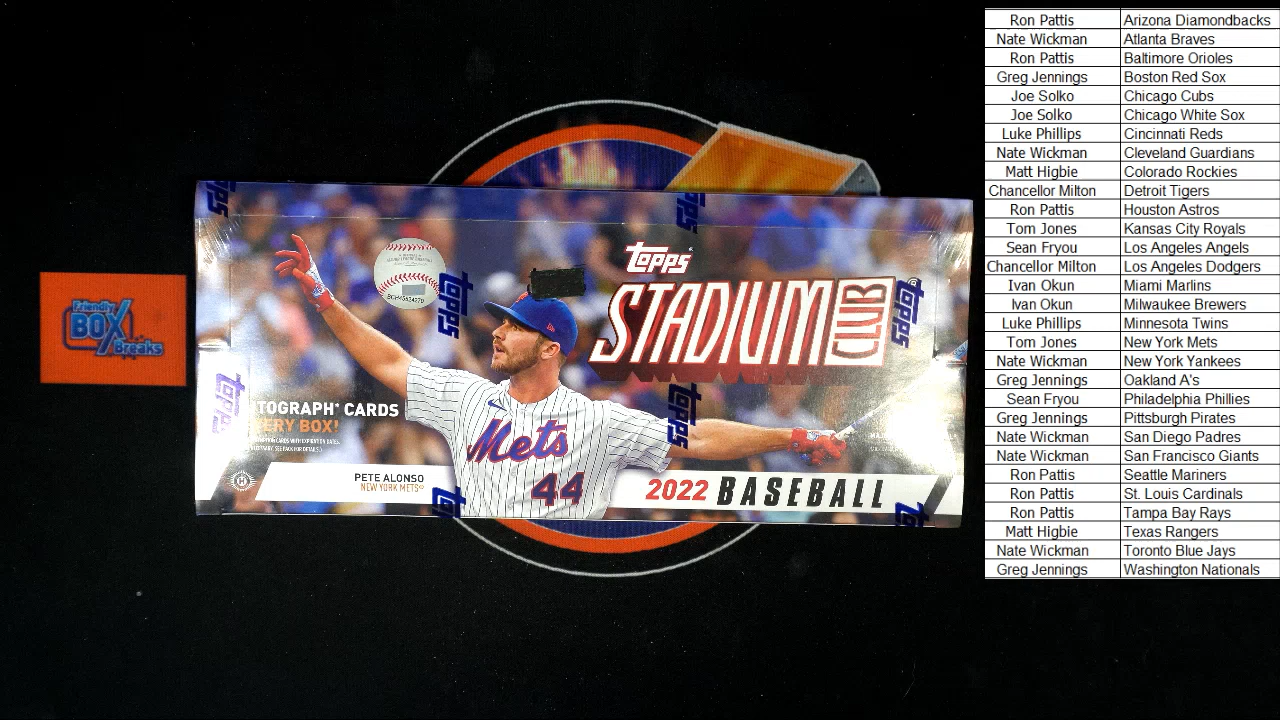 Friendly
BOX
Breaks
Topps
Topps
STADIUM
CLUB
TOGRAPH* CARDS
ERY BOX!
PETE ALONSO
NEW YORK METS
Mets
44
2022 BASEBALL
Ron Pattis Arizona Diamondbacks
Nate Wickman Atlanta Braves
Ron Pattis Baltimore Orioles
Greg Jennings Boston Red Sox
Joe Solko Chicago Cubs
Joe Solko Chicago White Sox
Luke Phillips Cincinnati Reds
Nate Wickman Cleveland Guardians
Matt Higbie Colorado Rockies
Chancellor Milton Detroit Tigers
Ron Pattis Houston Astros
Tom Jones Kansas City Royals
Sean Fryou Los Angeles Angels
Chancellor Milton Los Angeles Dodgers
Ivan Okun Miami Marlins
Ivan Okun Milwaukee Brewers
Luke Phillips Minnesota Twins
Tom Jones New York Mets
Nate Wickman New York Yankees
Greg Jennings Oakland A's
Sean Fryou Philadelphia Phillies
Greg Jennings Pittsburgh Pirates
Nate Wickman San Diego Padres
Nate Wickman San Francisco Giants
Ron Pattis Seattle Mariners
Ron Pattis St. Louis Cardinals
Ron Pattis Tampa Bay Rays
Matt Higbie Texas Rangers
Nate Wickman Toronto Blue Jays
Greg Jennings Washington Nationals